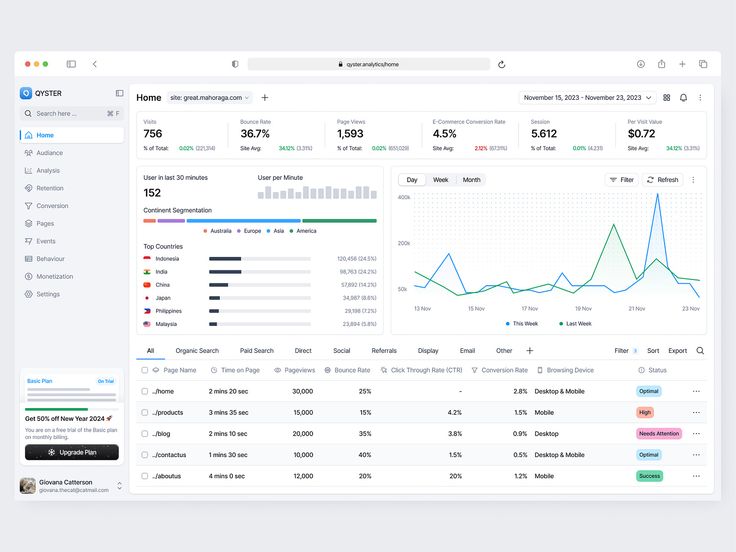 qyster.analytics/home
QYSTER
Search here ... ⌘ F
Home
Audiance
Analysis
Retention
Conversion
Pages
Events
Behaviour
Monetization
Settings
Basic Plan On Trial
Get 50% off New Year 2024 🚀
You are on a free trial of the Basic plan
on monthly billing.
Upgrade Plan
Giovana Catterson
giovana.thecat@catmail.com
Home site: great.mahoraga.com
November 15, 2023 - November 23, 2023
Visits
756
% of Total: 0.02% (221,314)
Bounce Rate
36.7%
Site Avg: 34.12% (3.31%)
Page Views
1,593
% of Total: 0.02%
E-Commerce Conversion Rate
4.5%
Site Avg: 2.12%
Session
5.612
% of Total: 0.01% (4.231)
Per Visit Value
$0.72
Site Avg: 34.12% (3.31%)
User in last 30 minutes
152
User per Minute
Continent Segmentation
Australia Europe Asia America
Top Countries
Indonesia 120,456 (24.5%)
India 98,763 (24.2%)
China 57,892 (14.2%)
Japan 34,987 (8.6%)
Philippines 29,198 (7.2%)
Malaysia 23,694 (5.8%)
Day Week Month
Filter Refresh
400k
200k
50k
13 Nov 15 Nov 17 Nov 19 Nov 21 Nov 23 Nov
This Week Last Week
All Organic Search Paid Search Direct Social Referrals Display Email Other
Filter 3 Sort Export
Page Name Time on Page Pageviews Bounce Rate Click Through Rate (CTR) Conversion Rate Browsing Device Status
../home 2 mins 20 sec 30,000 25% - 2.8% Desktop & Mobile Optimal
../products 3 mins 35 sec 15,000 15% 4.2% 1.5% Mobile High
../blog 2 mins 10 sec 20,000 35% 3.8% 0.9% Desktop Needs Attention
../contactus 1 mins 30 sec 10,000 40% 1.5% 0.5% Desktop & Mobile Optimal
../aboutus 4 mins 0 sec 12,000 20% 20% 1.2% Mobile Success